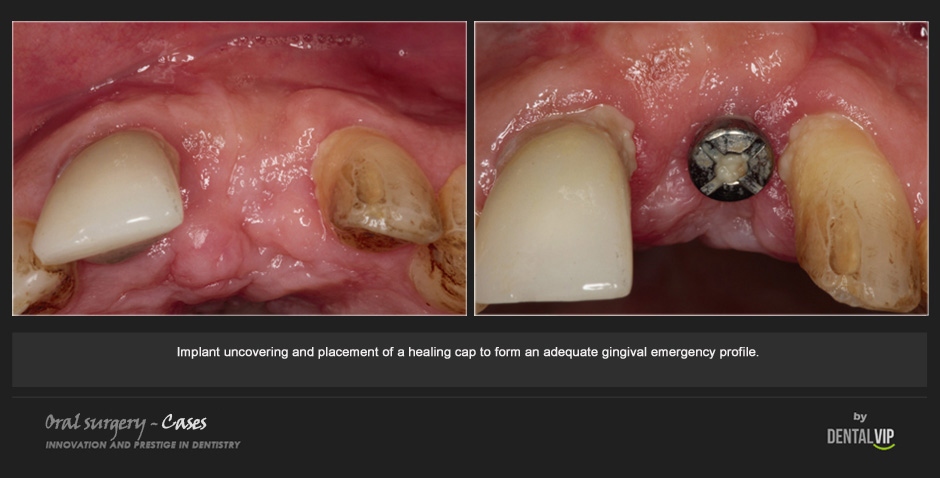 Implant uncovering and placement of a healing cap to form an adequate gingival emergency profile.
Oral surgery - Cases
INNOVATION AND PRESTIGE IN DENTISTRY
by
DENTALVIP